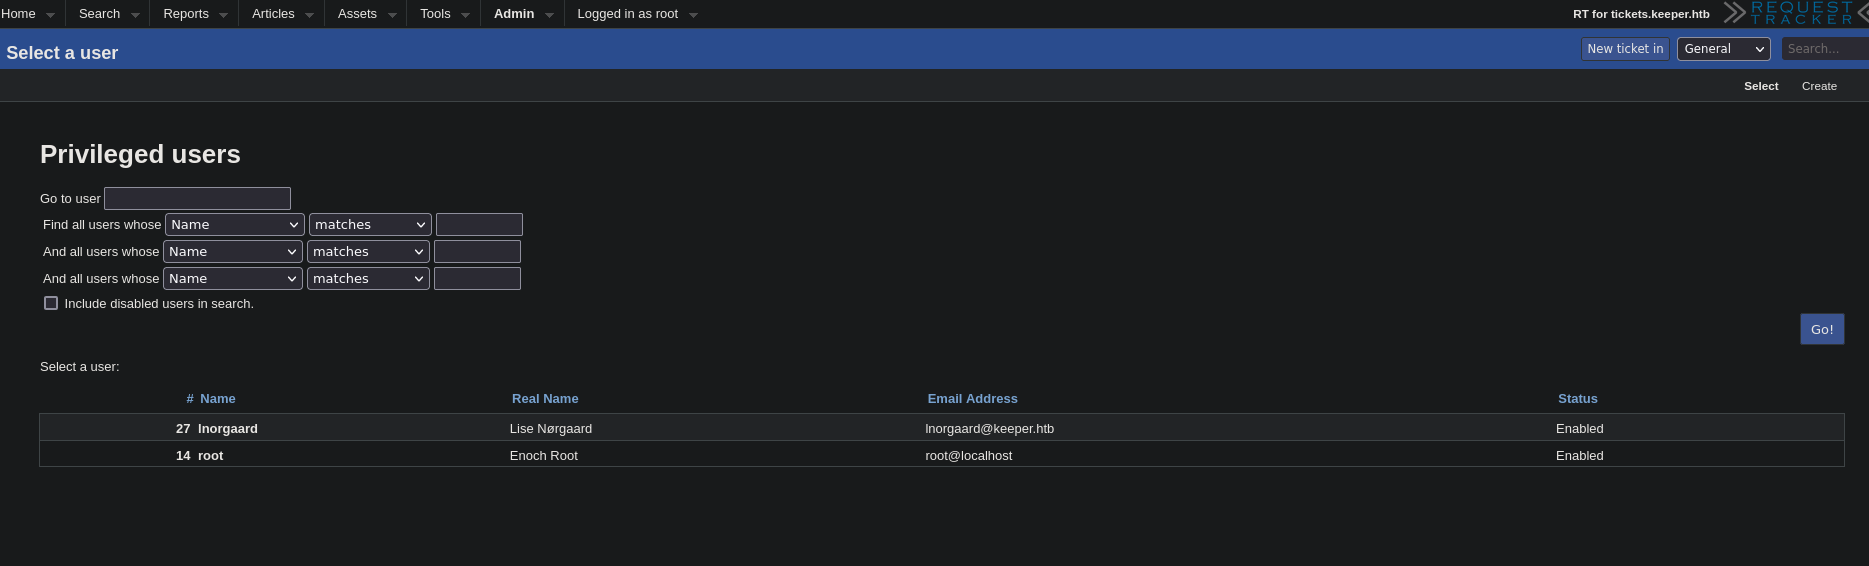 Home Search Reports Articles Assets Tools Admin Logged in as root RT for tickets.keeper.htb REQUEST TRACKER
Select a user New ticket in General Search...
Select Create
Privileged users
Go to user
Find all users whose Name matches
And all users whose Name matches
And all users whose Name matches
Include disabled users in search.
Go!
Select a user:
# Name Real Name Email Address Status
27 lnorgaard Lise Nørgaard lnorgaard@keeper.htb Enabled
14 root Enoch Root root@localhost Enabled